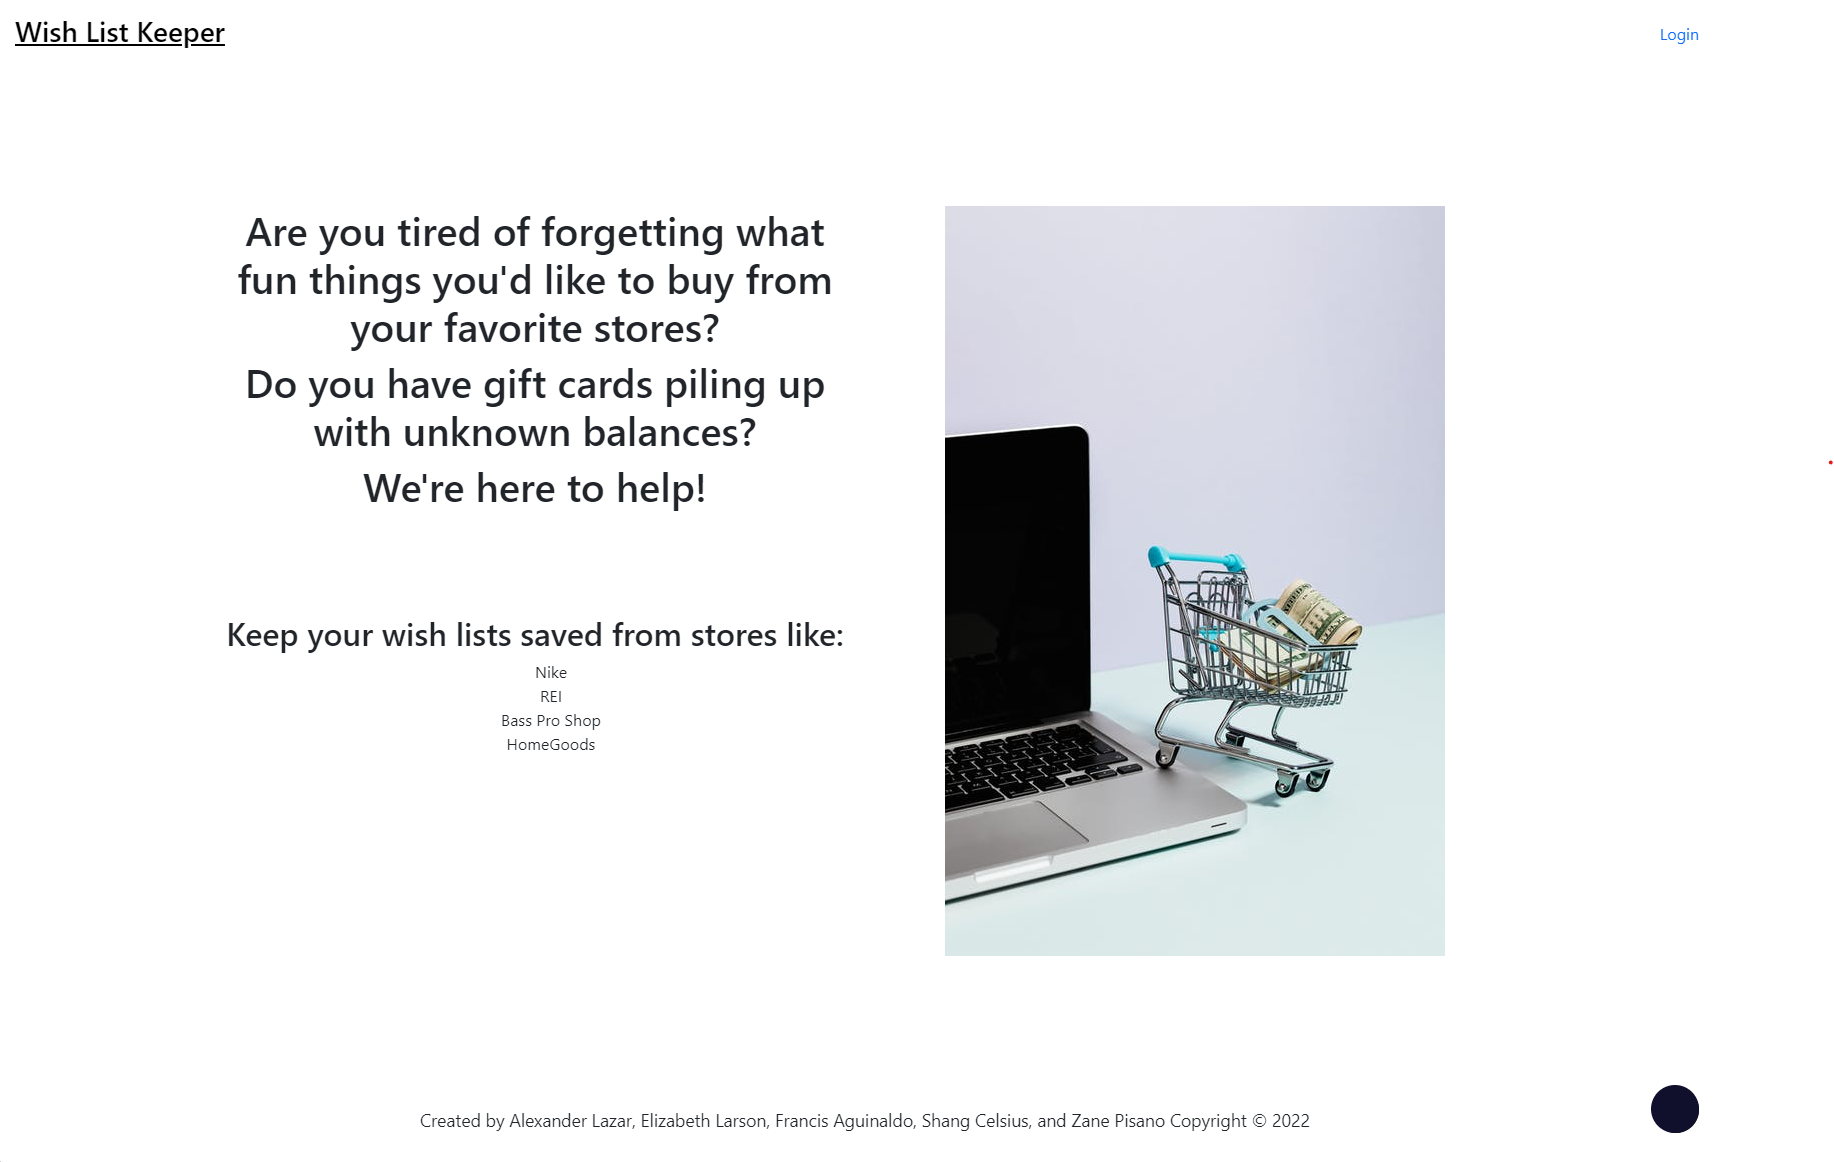 Wish List Keeper
Login
Are you tired of forgetting what
fun things you'd like to buy from
your favorite stores?
Do you have gift cards piling up
with unknown balances?
We're here to help!
Keep your wish lists saved from stores like:
Nike
REI
Bass Pro Shop
HomeGoods
Created by Alexander Lazar, Elizabeth Larson, Francis Aguinaldo, Shang Celsius, and Zane Pisano Copyright © 2022